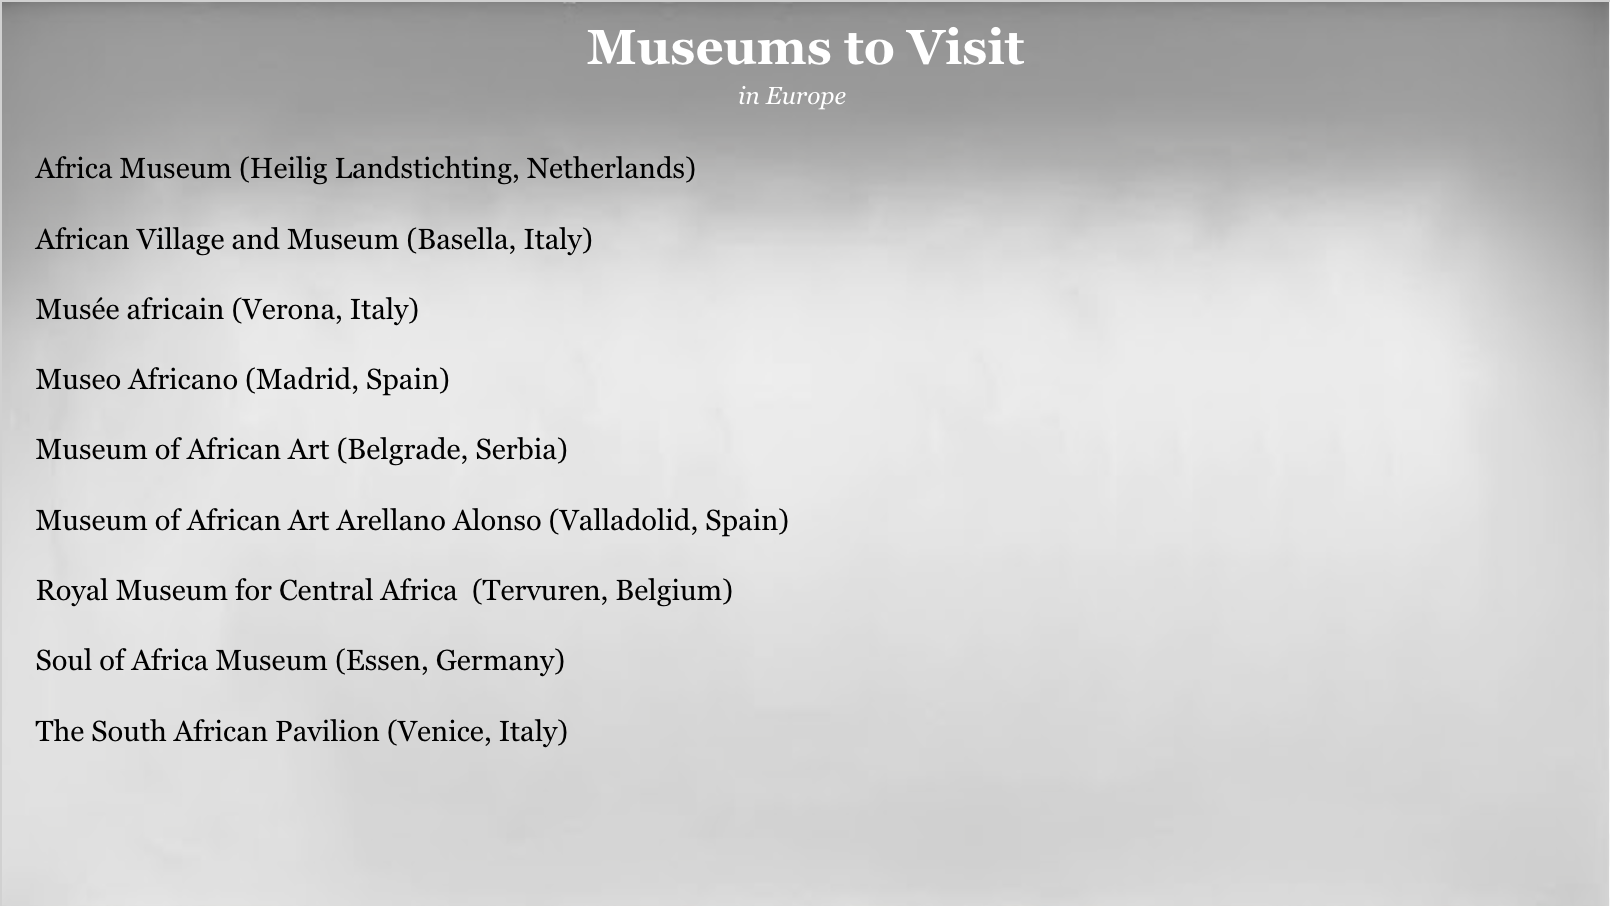 Museums to Visit
in Europe
Africa Museum (Heilig Landstichting, Netherlands)
African Village and Museum (Basella, Italy)
Musée africain (Verona, Italy)
Museo Africano (Madrid, Spain)
Museum of African Art (Belgrade, Serbia)
Museum of African Art Arellano Alonso (Valladolid, Spain)
Royal Museum for Central Africa  (Tervuren, Belgium)
Soul of Africa Museum (Essen, Germany)
The South African Pavilion (Venice, Italy)